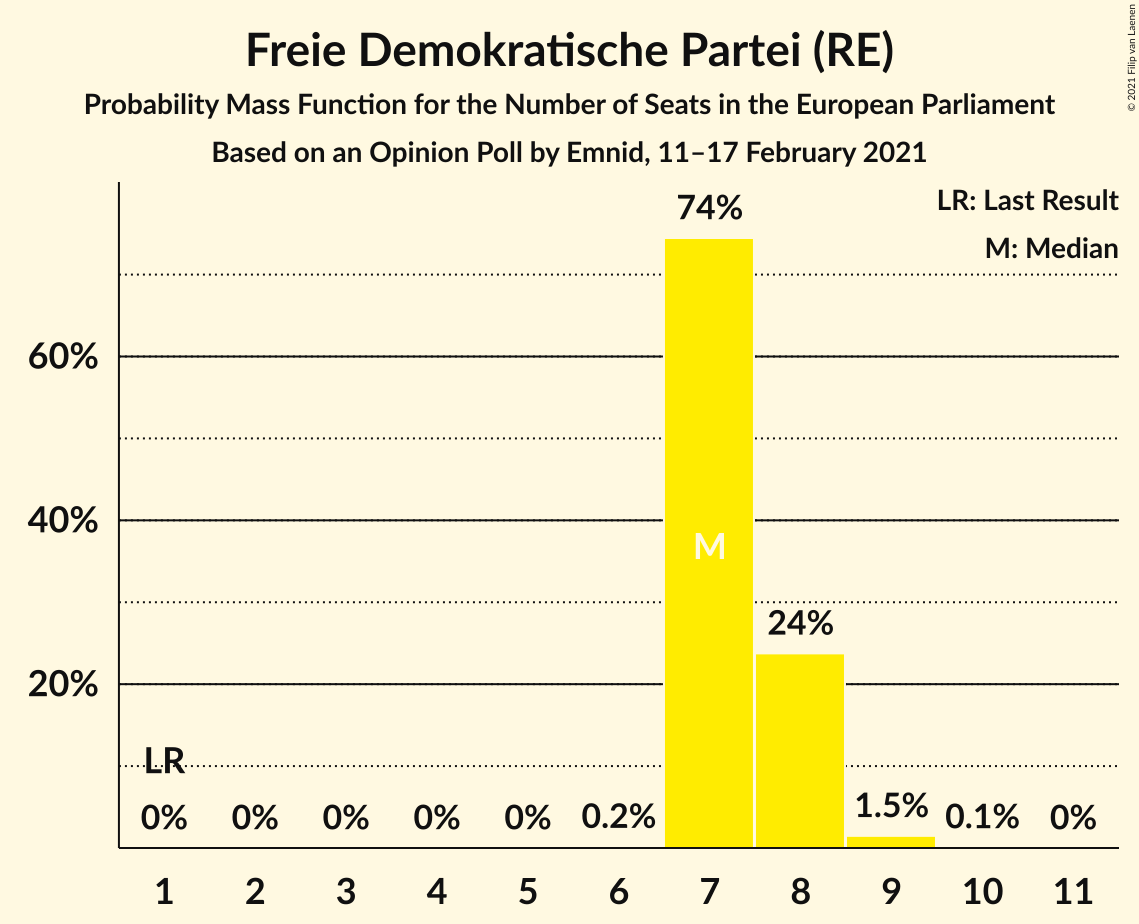 Freie Demokratische Partei (RE)
Probability Mass Function for the Number of Seats in the European Parliament
Based on an Opinion Poll by Emnid, 11–17 February 2021
© 2021 Filip van Laenen
LR: Last Result
M: Median
74%
60%
40%
M
24%
20%
LR
0% 0% 0% 0% 0% 0.2% 1.5% 0.1% 0%
1 2 3 4 5 6 7 8 9 10 11